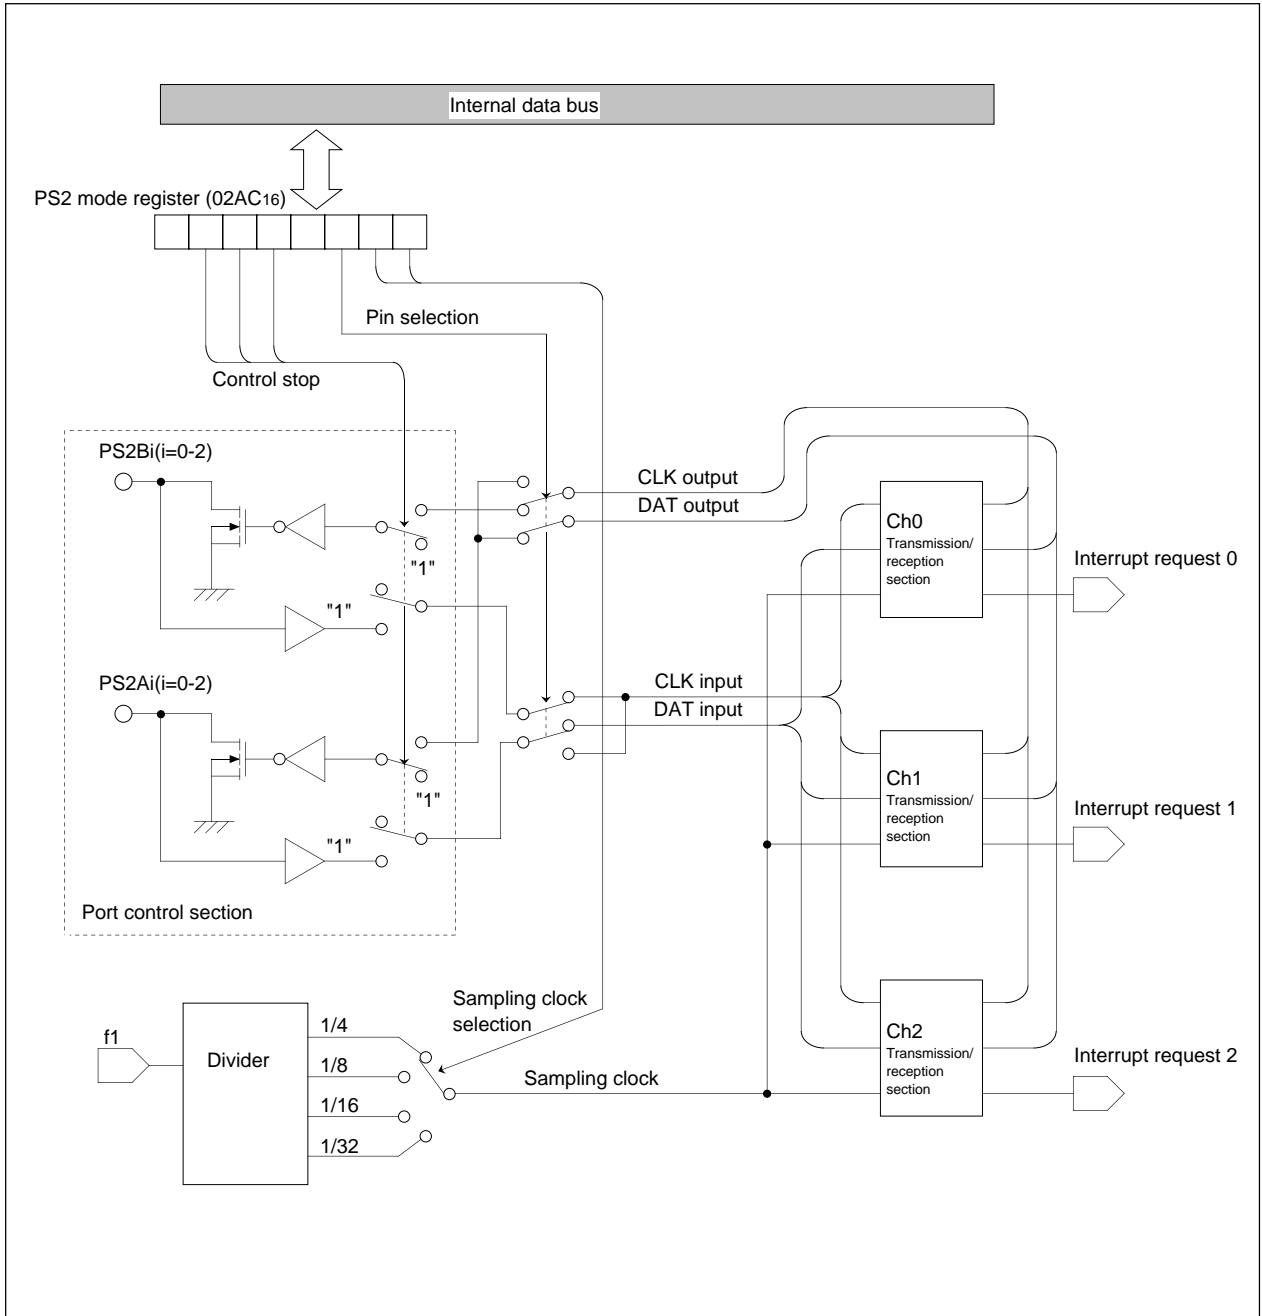 Internal data bus
PS2 mode register (02AC16)
Pin selection
Control stop
PS2Bi(i=0-2)
CLK output
DAT output
"1"
"1"
Ch0
Transmission/
reception
section
Interrupt request 0
PS2Ai(i=0-2)
CLK input
DAT input
"1"
"1"
Ch1
Transmission/
reception
section
Interrupt request 1
Port control section
Sampling clock
selection
f1
Divider
1/4
1/8
1/16
1/32
Sampling clock
Ch2
Transmission/
reception
section
Interrupt request 2